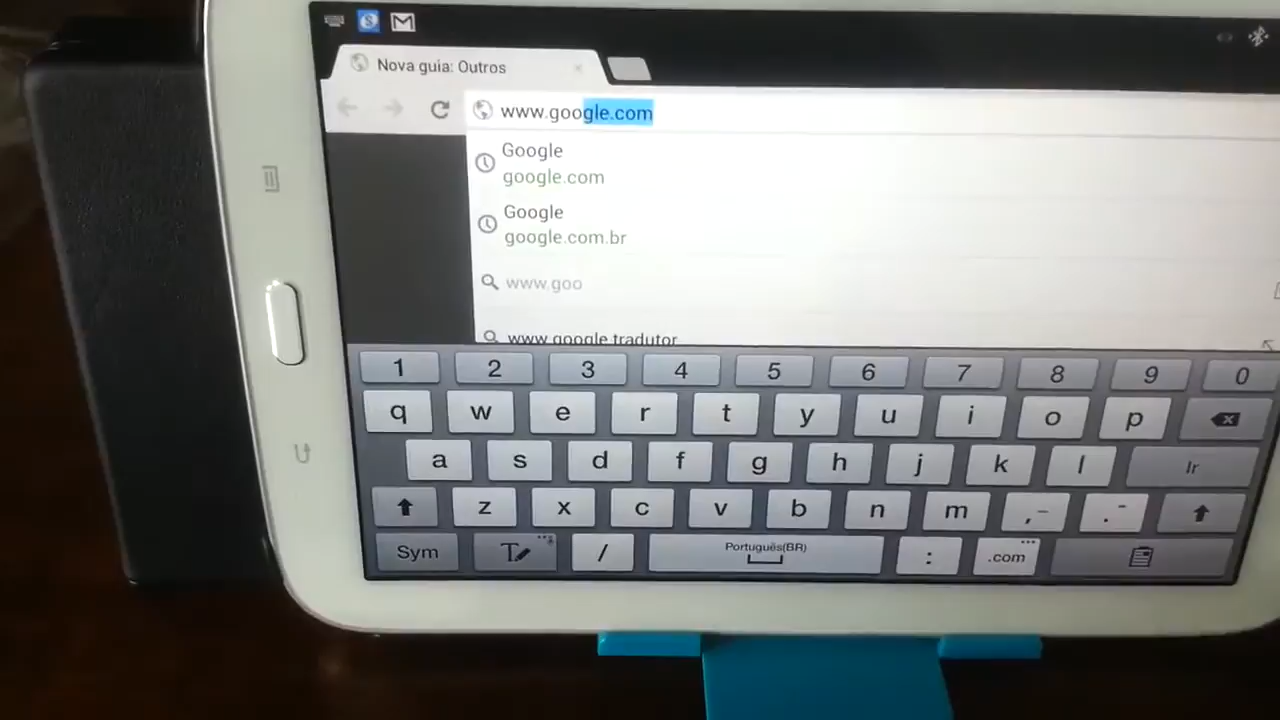 Nova guia: Outros
www.google.com
Google
google.com
Google
google.com.br
www.goo
www google tradutor
1 2 3 4 5 6 7 8 9 0
q w e r t y u i o p
a s d f g h j k l Ir
z x c v b n m ,- .-
Sym T / Português(BR) : .com